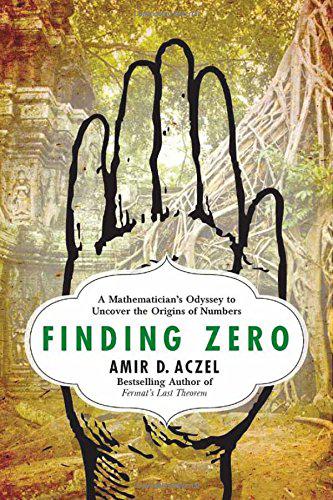 A Mathematician's Odyssey to
Uncover the Origins of Numbers
FINDING ZERO
AMIR D. ACZEL
Bestselling Author of
Fermat's Last Theorem